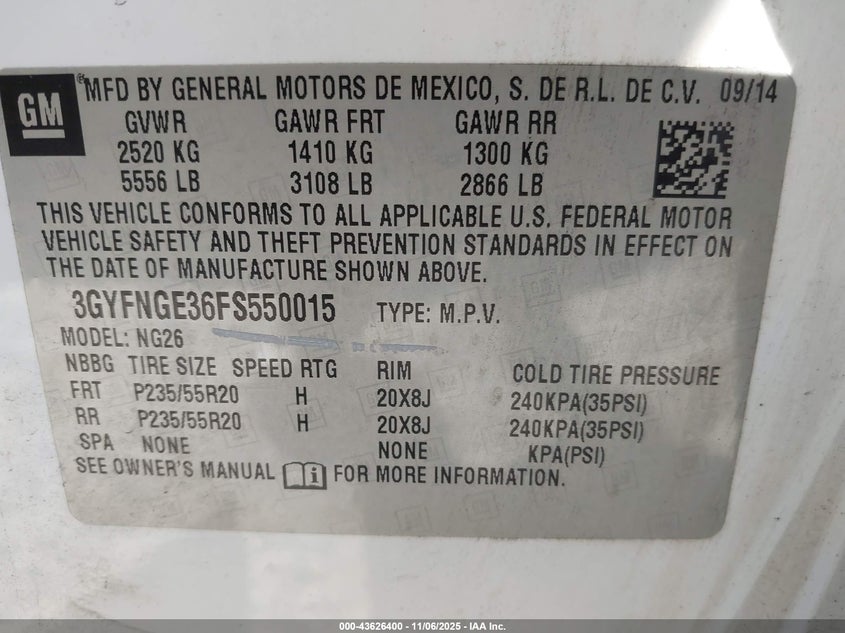 GM
® MFD BY GENERAL MOTORS DE MEXICO, S. DE R.L. DE C.V. 09/14
GVWR GAWR FRT GAWR RR
2520 KG 1410 KG 1300 KG
5556 LB 3108 LB 2866 LB
THIS VEHICLE CONFORMS TO ALL APPLICABLE U.S. FEDERAL MOTOR
VEHICLE SAFETY AND THEFT PREVENTION STANDARDS IN EFFECT ON
THE DATE OF MANUFACTURE SHOWN ABOVE.
3GYFNGE36FS550015 TYPE: M.P.V.
MODEL: NG26
NBBG TIRE SIZE SPEED RTG RIM COLD TIRE PRESSURE
FRT P235/55R20 H 20X8J 240KPA(35PSI)
RR P235/55R20 H 20X8J 240KPA(35PSI)
SPA NONE NONE KPA(PSI)
SEE OWNER'S MANUAL i FOR MORE INFORMATION.
000-43626400 - 11/06/2025 - IAA Inc.